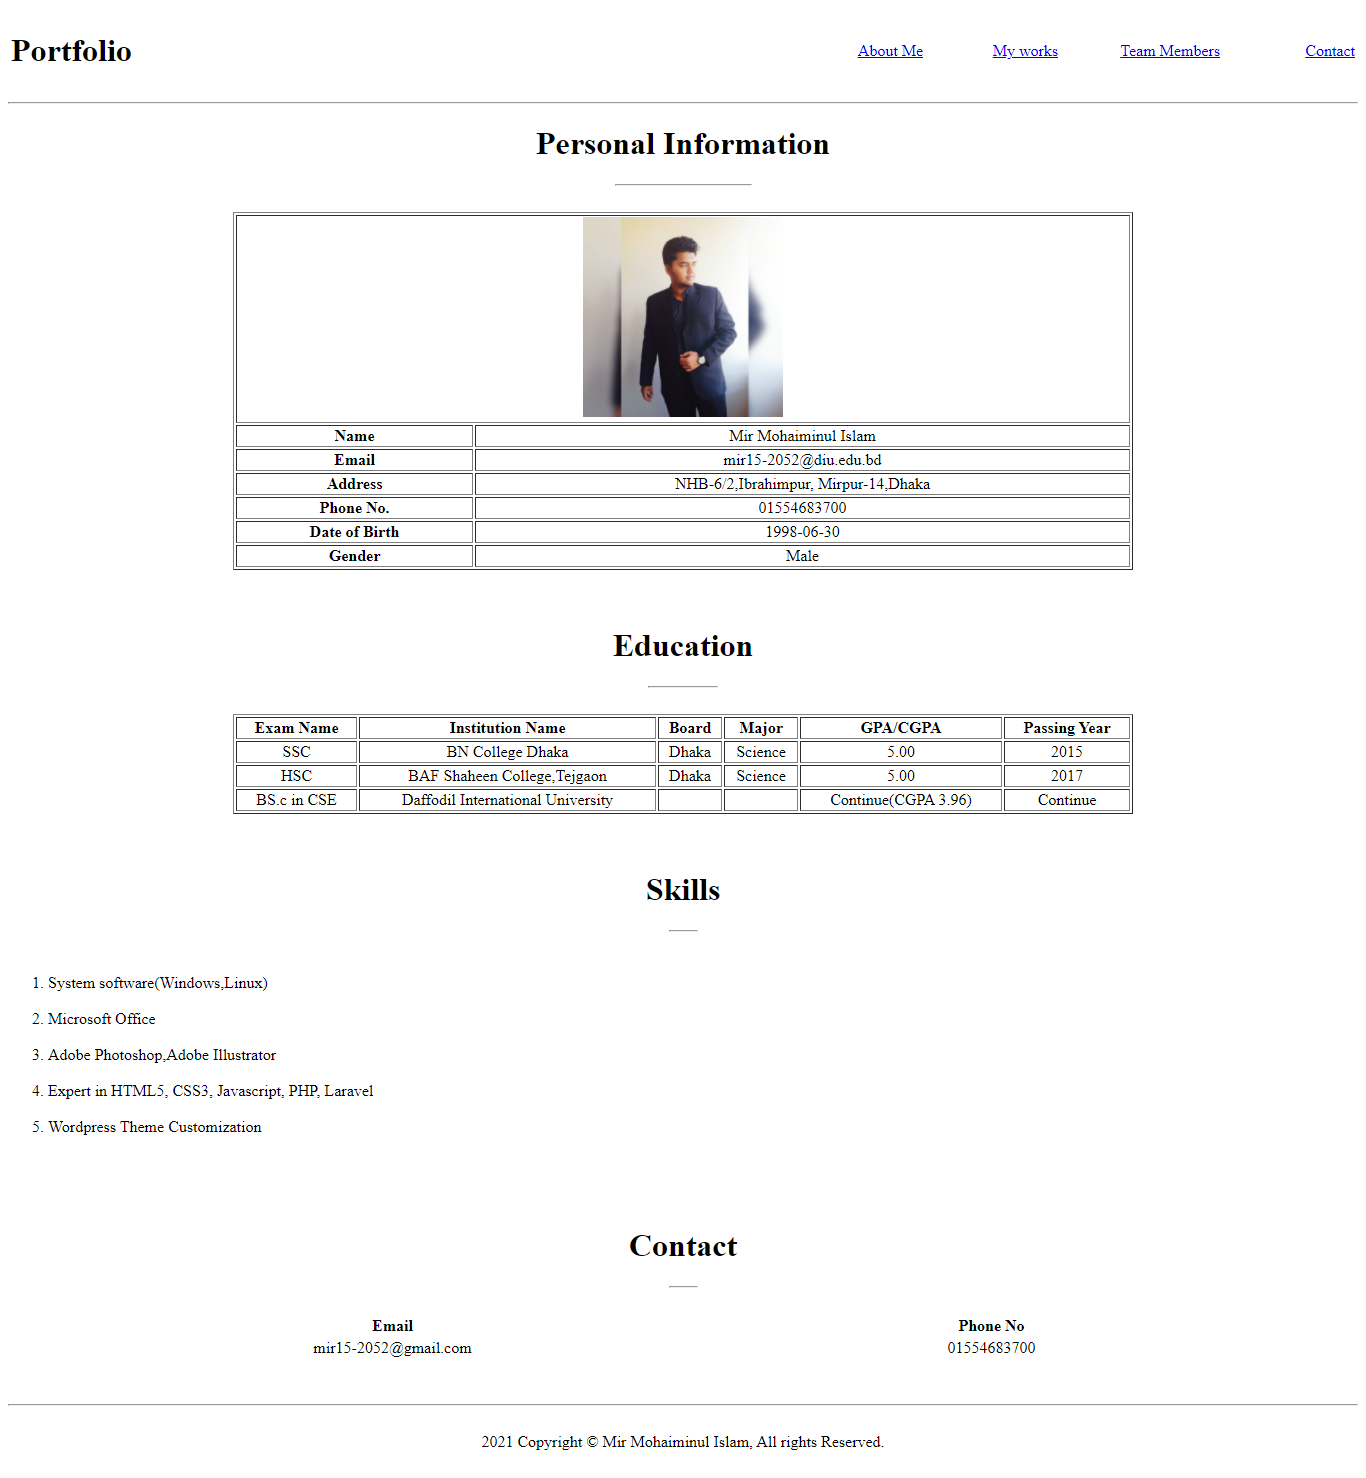 Portfolio About Me My works Team Members Contact
Personal Information
Name Mir Mohaiminul Islam
Email mir15-2052@diu.edu.bd
Address NHB-6/2,Ibrahimpur, Mirpur-14,Dhaka
Phone No. 01554683700
Date of Birth 1998-06-30
Gender Male
Education
Exam Name Institution Name Board Major GPA/CGPA Passing Year
SSC BN College Dhaka Dhaka Science 5.00 2015
HSC BAF Shaheen College,Tejgaon Dhaka Science 5.00 2017
BS.c in CSE Daffodil International University Continue(CGPA 3.96) Continue
Skills
1. System software(Windows,Linux)
2. Microsoft Office
3. Adobe Photoshop,Adobe Illustrator
4. Expert in HTML5, CSS3, Javascript, PHP, Laravel
5. Wordpress Theme Customization
Contact
Email Phone No
mir15-2052@gmail.com 01554683700
2021 Copyright © Mir Mohaiminul Islam, All rights Reserved.